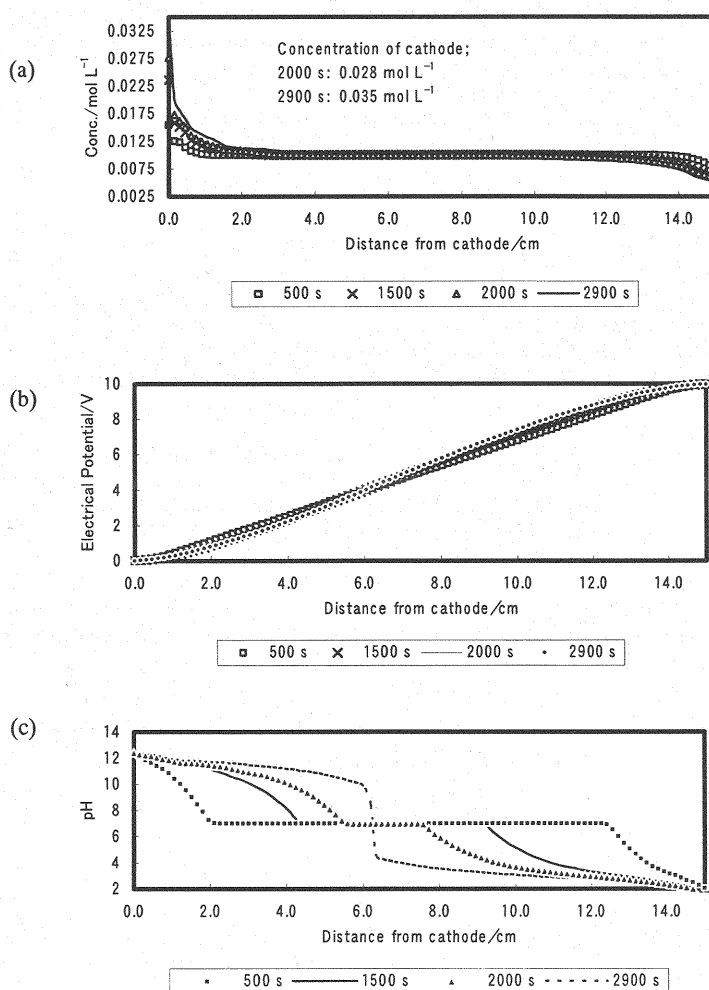 (a)
0.0325
0.0275
0.0225
0.0175
0.0125
0.0075
0.0025
Conc./mol L⁻¹
Concentration of cathode;
2000 s: 0.028 mol L⁻¹
2900 s: 0.035 mol L⁻¹
0.0 2.0 4.0 6.0 8.0 10.0 12.0 14.0
Distance from cathode/cm
500 s 1500 s 2000 s 2900 s
(b)
10
8
6
4
2
0
Electrical Potential/V
0.0 2.0 4.0 6.0 8.0 10.0 12.0 14.0
Distance from cathode/cm
500 s 1500 s 2000 s 2900 s
(c)
14
12
10
8
6
4
2
pH
0.0 2.0 4.0 6.0 8.0 10.0 12.0 14.0
Distance from cathode/cm
500 s 1500 s 2000 s 2900 s